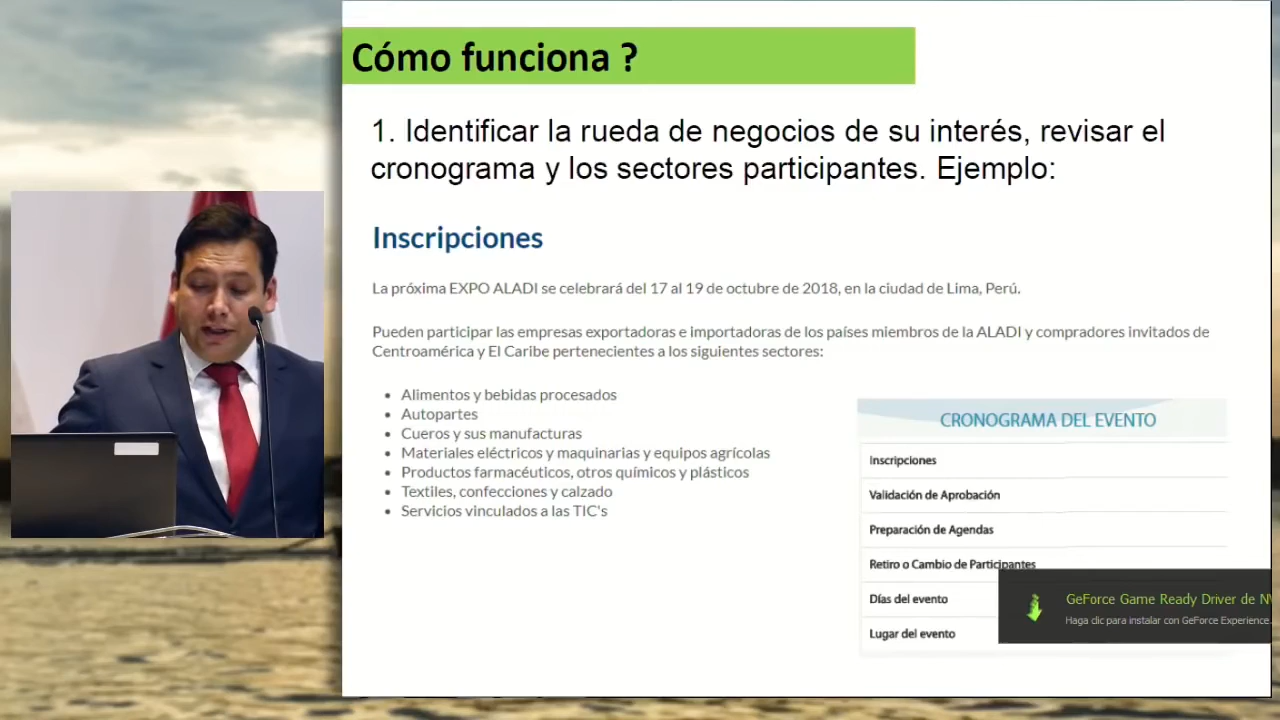 Cómo funciona ?
1. Identificar la rueda de negocios de su interés, revisar el
cronograma y los sectores participantes. Ejemplo:
Inscripciones
La próxima EXPO ALADI se celebrará del 17 al 19 de octubre de 2018, en la ciudad de Lima, Perú.
Pueden participar las empresas exportadoras e importadoras de los países miembros de la ALADI y compradores invitados de
Centroamérica y El Caribe pertenecientes a los siguientes sectores:
• Alimentos y bebidas procesados
• Autopartes
• Cueros y sus manufacturas
• Materiales eléctricos y maquinarias y equipos agrícolas
• Productos farmacéuticos, otros químicos y plásticos
• Textiles, confecciones y calzado
• Servicios vinculados a las TIC's
CRONOGRAMA DEL EVENTO
Inscripciones
Validación de Aprobación
Preparación de Agendas
Retiro o Cambio de Participantes
Días del evento
Lugar del evento
GeForce Game Ready Driver de
Haga clic para instalar con GeForce Experience.